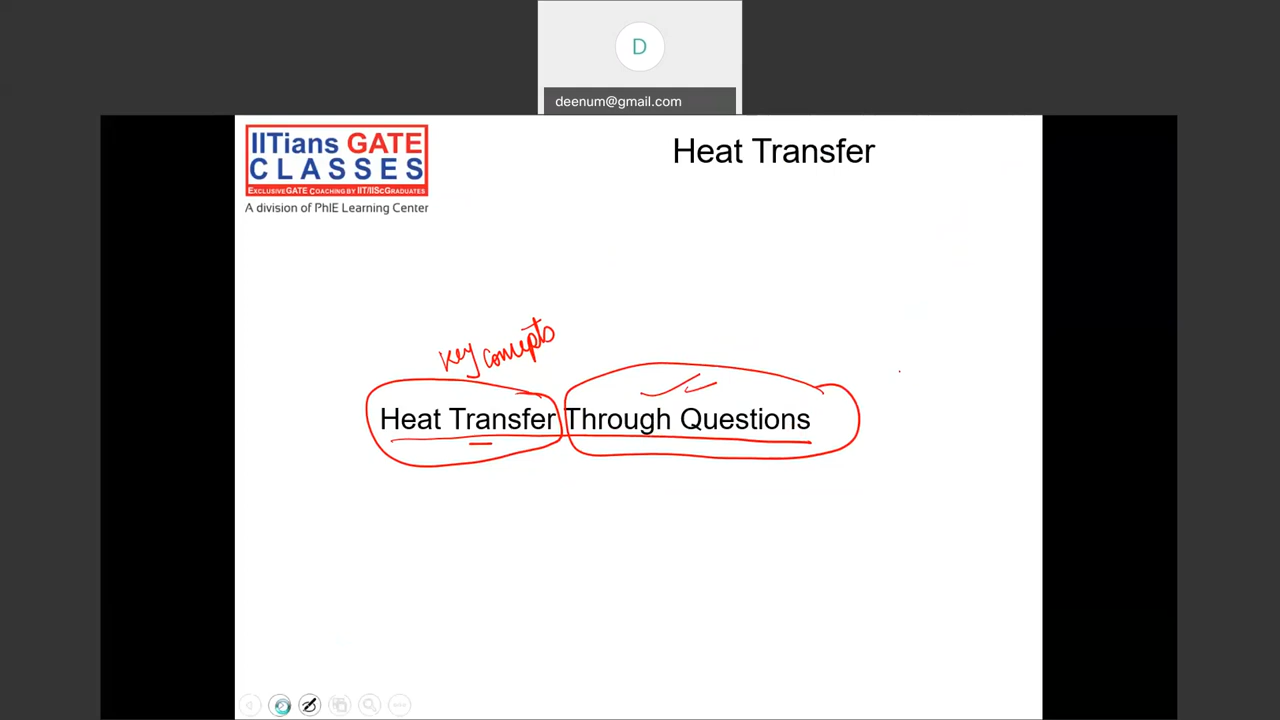 D
deenum@gmail.com
IITians GATE
CLASSES
EXCLUSIVE GATE COACHING BY IIT/IISc GRADUATES
A division of PhIE Learning Center
Heat Transfer
Key concepts
Heat Transfer Through Questions